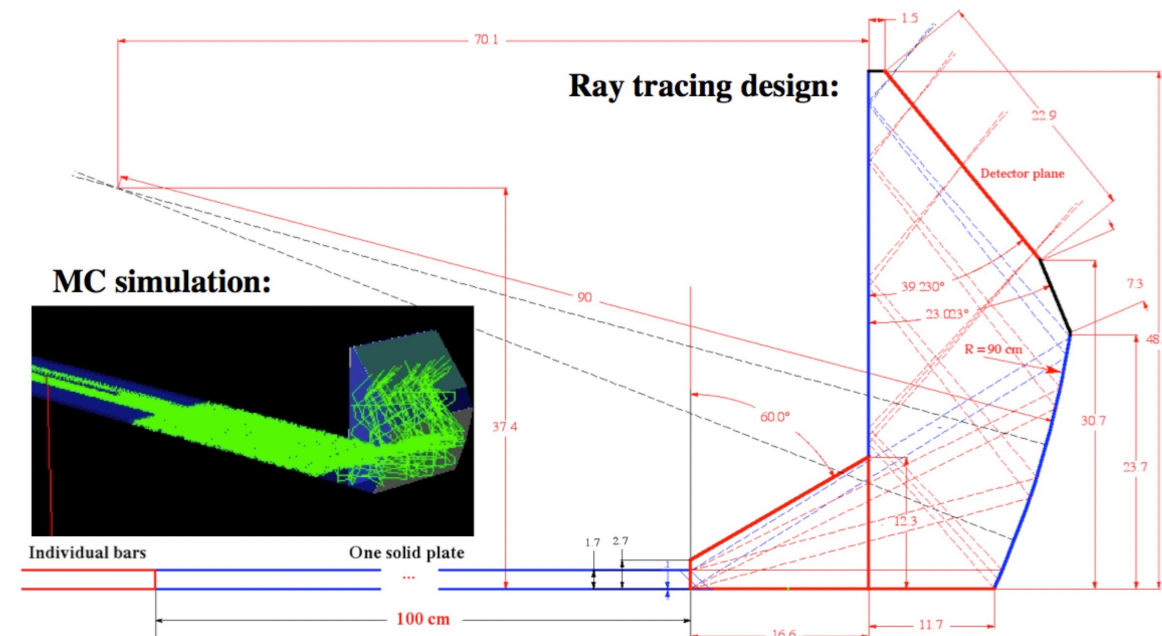 1.5
70.1
Ray tracing design:
22.9
Detector plane
MC simulation:
39.230°
23.023°
7.3
48.
90
R = 90 cm
37.4
60.0°
30.7
23.7
12.3
Individual bars
One solid plate
1.7
2.7
...
100 cm
16.6
11.7